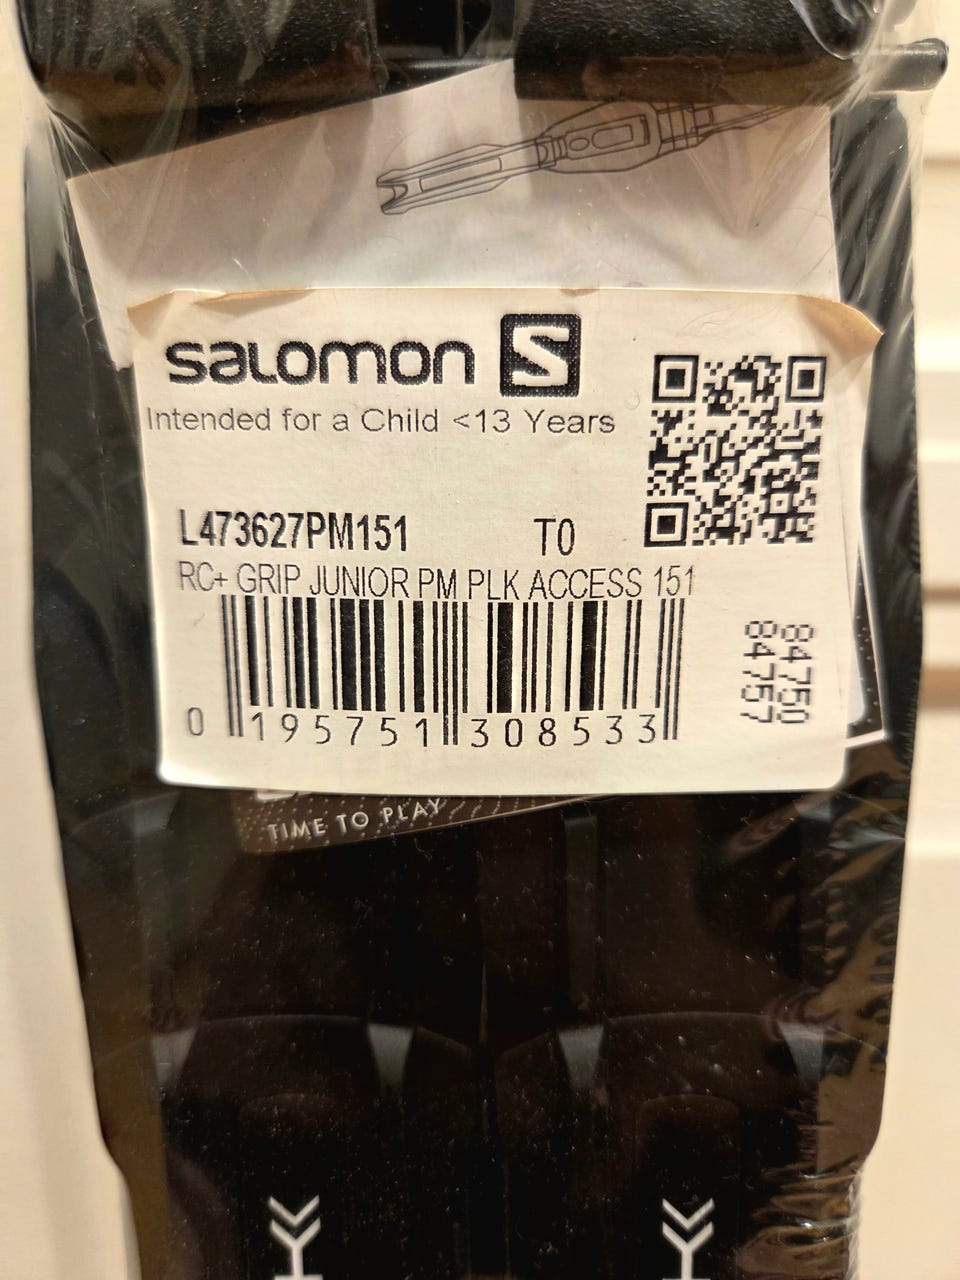 salomon S
Intended for a Child <13 Years
L473627PM151 T0
RC+ GRIP JUNIOR PM PLK ACCESS 151
0 195751 308533
84750
84757
TIME TO PLAY